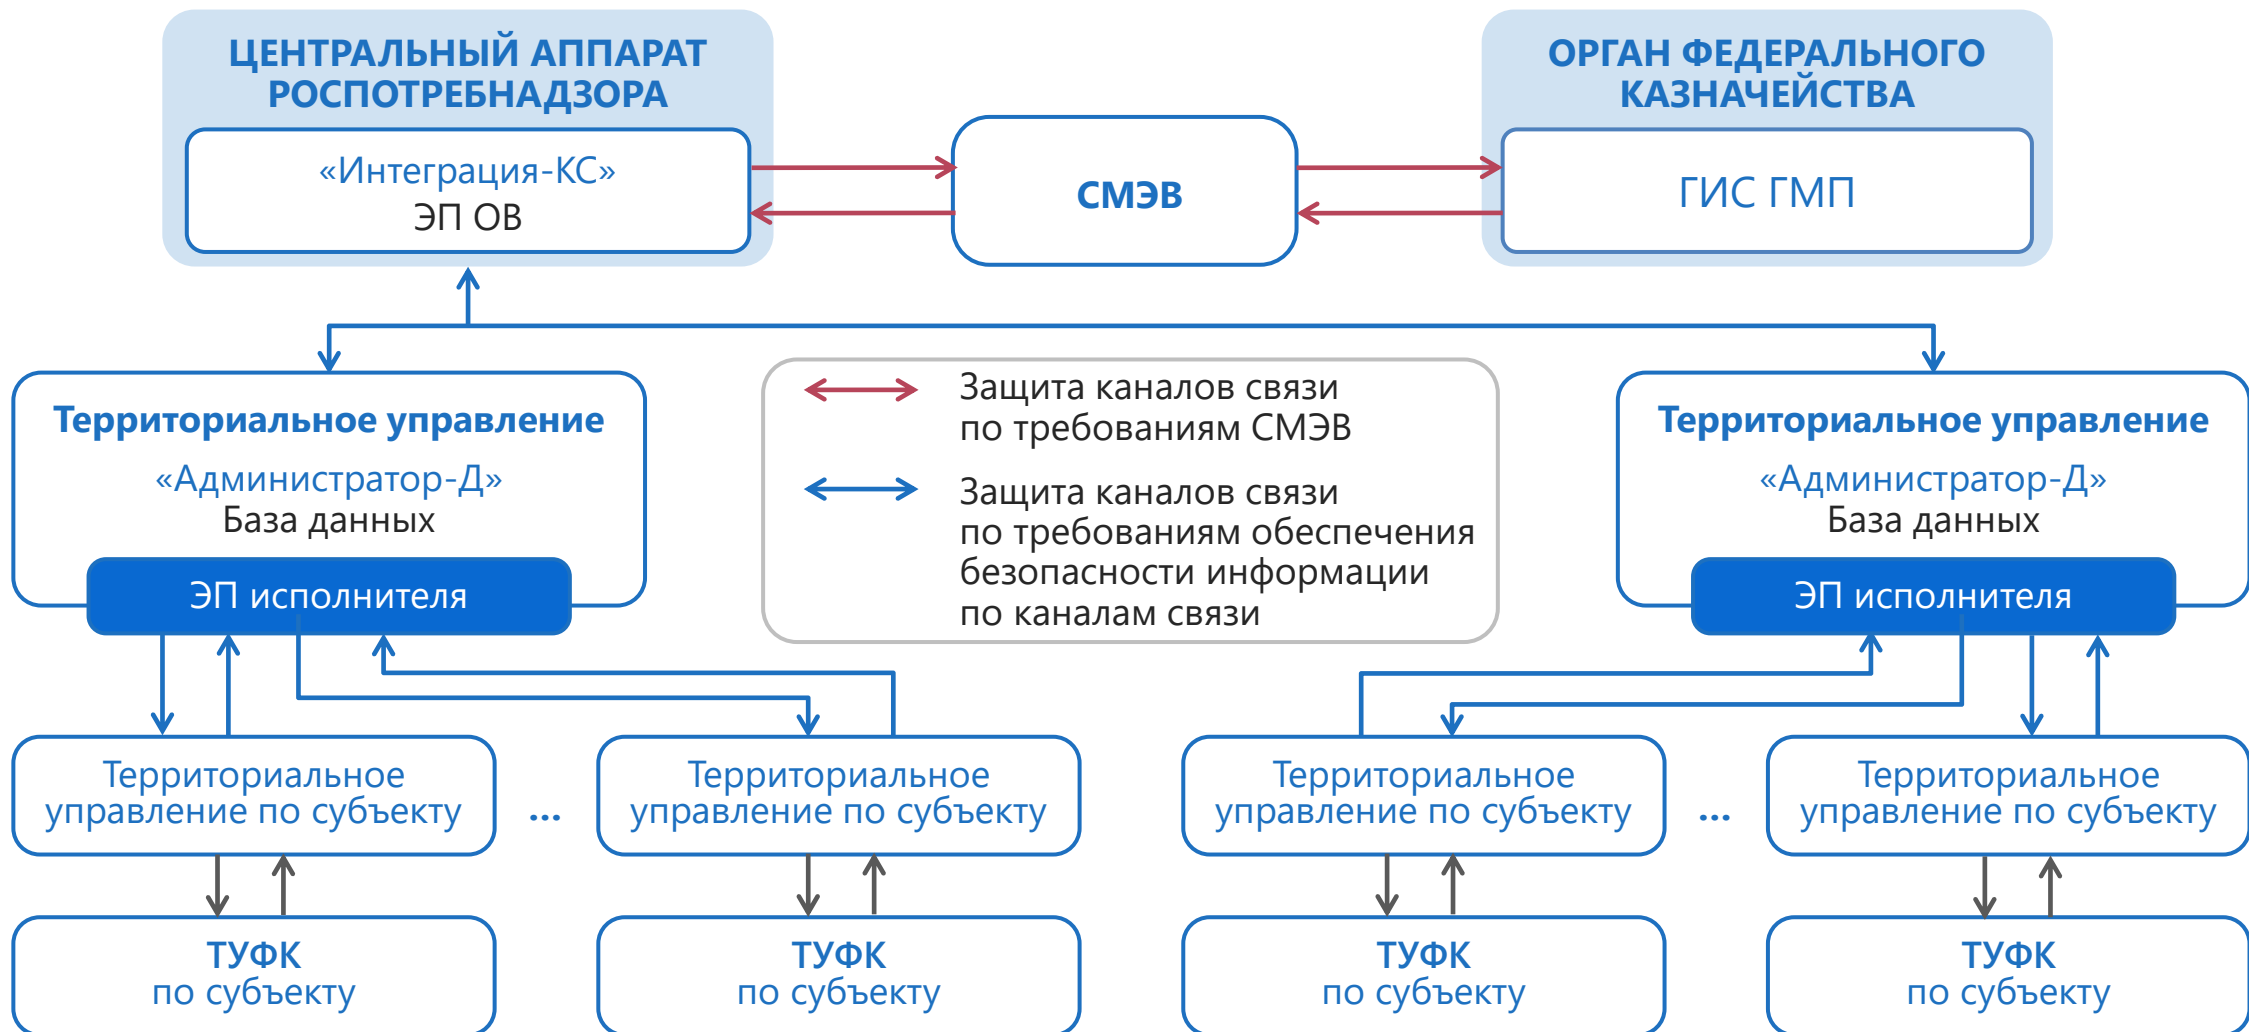 ЦЕНТРАЛЬНЫЙ АППАРАТ
РОСПОТРЕБНАДЗОРА
«Интеграция-КС»
ЭП ОВ
СМЭВ
ОРГАН ФЕДЕРАЛЬНОГО
КАЗНАЧЕЙСТВА
ГИС ГМП
Территориальное управление
«Администратор-Д»
База данных
ЭП исполнителя
Защита каналов связи
по требованиям СМЭВ
Защита каналов связи
по требованиям обеспечения
безопасности информации
по каналам связи
Территориальное управление
«Администратор-Д»
База данных
ЭП исполнителя
Территориальное
управление по субъекту
...
Территориальное
управление по субъекту
Территориальное
управление по субъекту
...
Территориальное
управление по субъекту
ТУФК
по субъекту
ТУФК
по субъекту
ТУФК
по субъекту
ТУФК
по субъекту